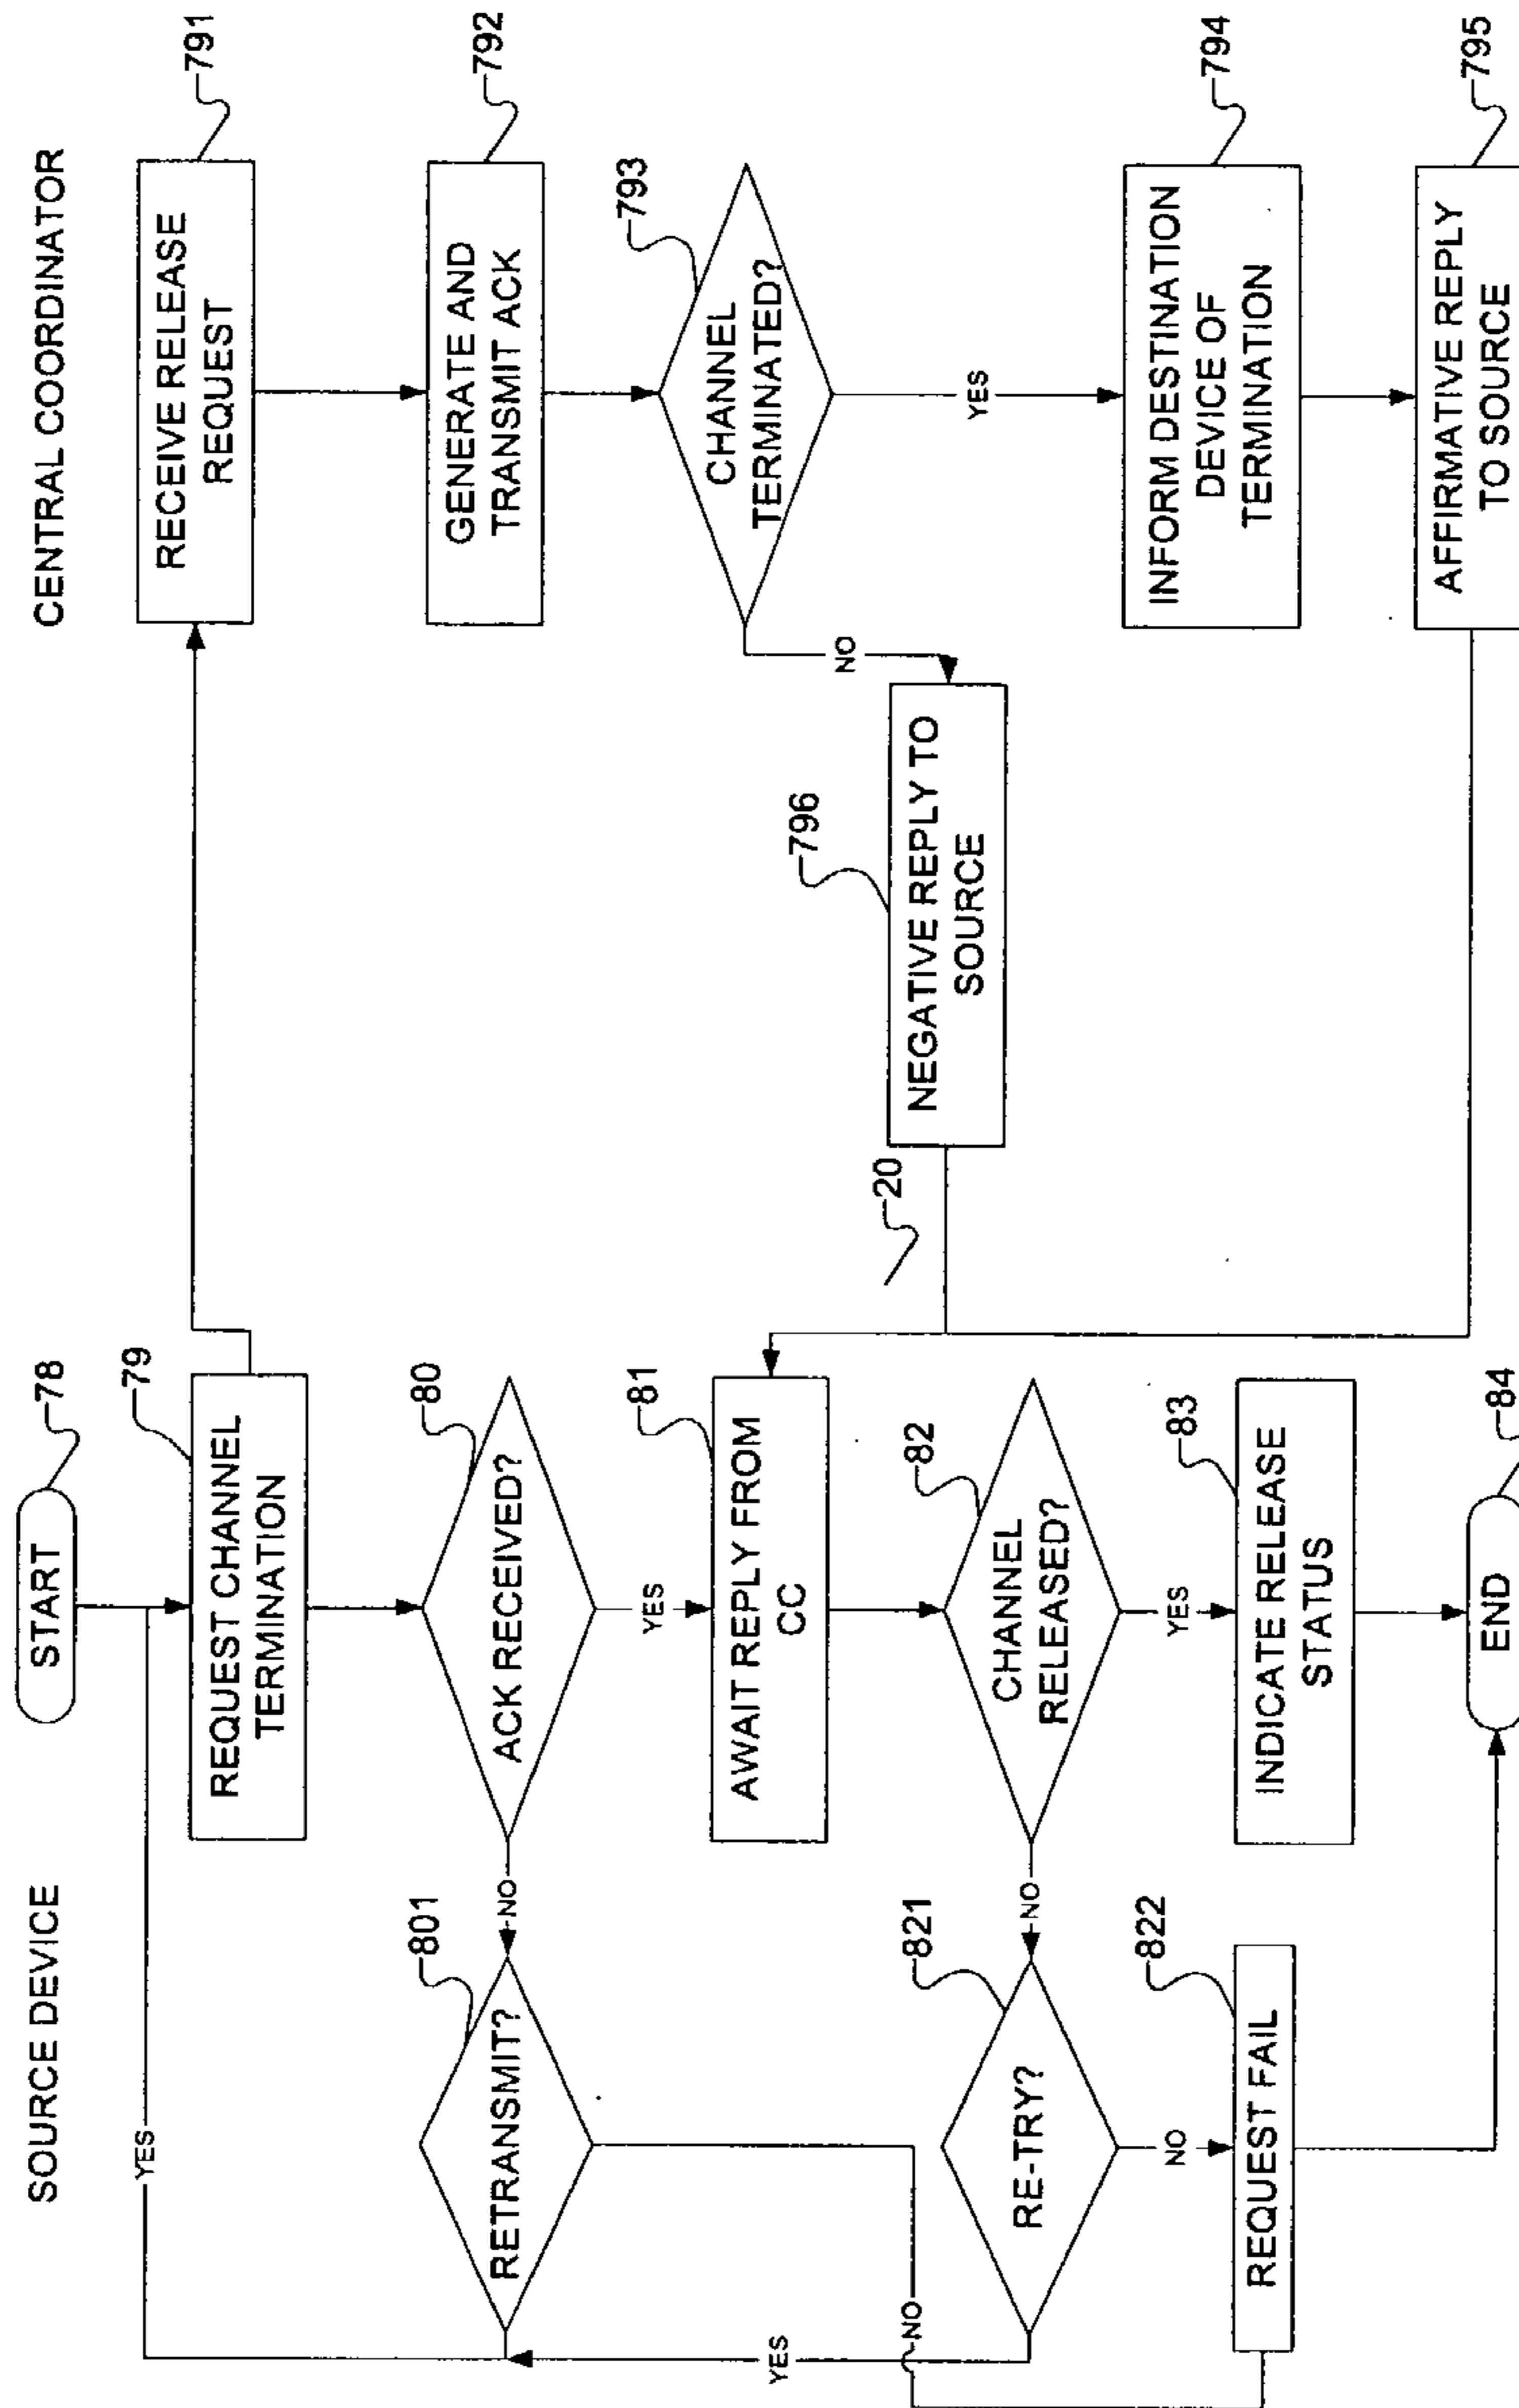 SOURCE DEVICE
CENTRAL COORDINATOR
START
78
YES
REQUEST CHANNEL
TERMINATION
79
ACK RECEIVED?
80
NO
RETRANSMIT?
801
YES
AWAIT REPLY FROM
CC
81
CHANNEL
RELEASED?
82
NO
RE-TRY?
821
YES
NO
NO
REQUEST FAIL
822
YES
INDICATE RELEASE
STATUS
83
END
84
RECEIVE RELEASE
REQUEST
791
GENERATE AND
TRANSMIT ACK
792
CHANNEL
TERMINATED?
793
NO
NEGATIVE REPLY TO
SOURCE
796
20
YES
INFORM DESTINATION
DEVICE OF
TERMINATION
794
AFFIRMATIVE REPLY
TO SOURCE
795